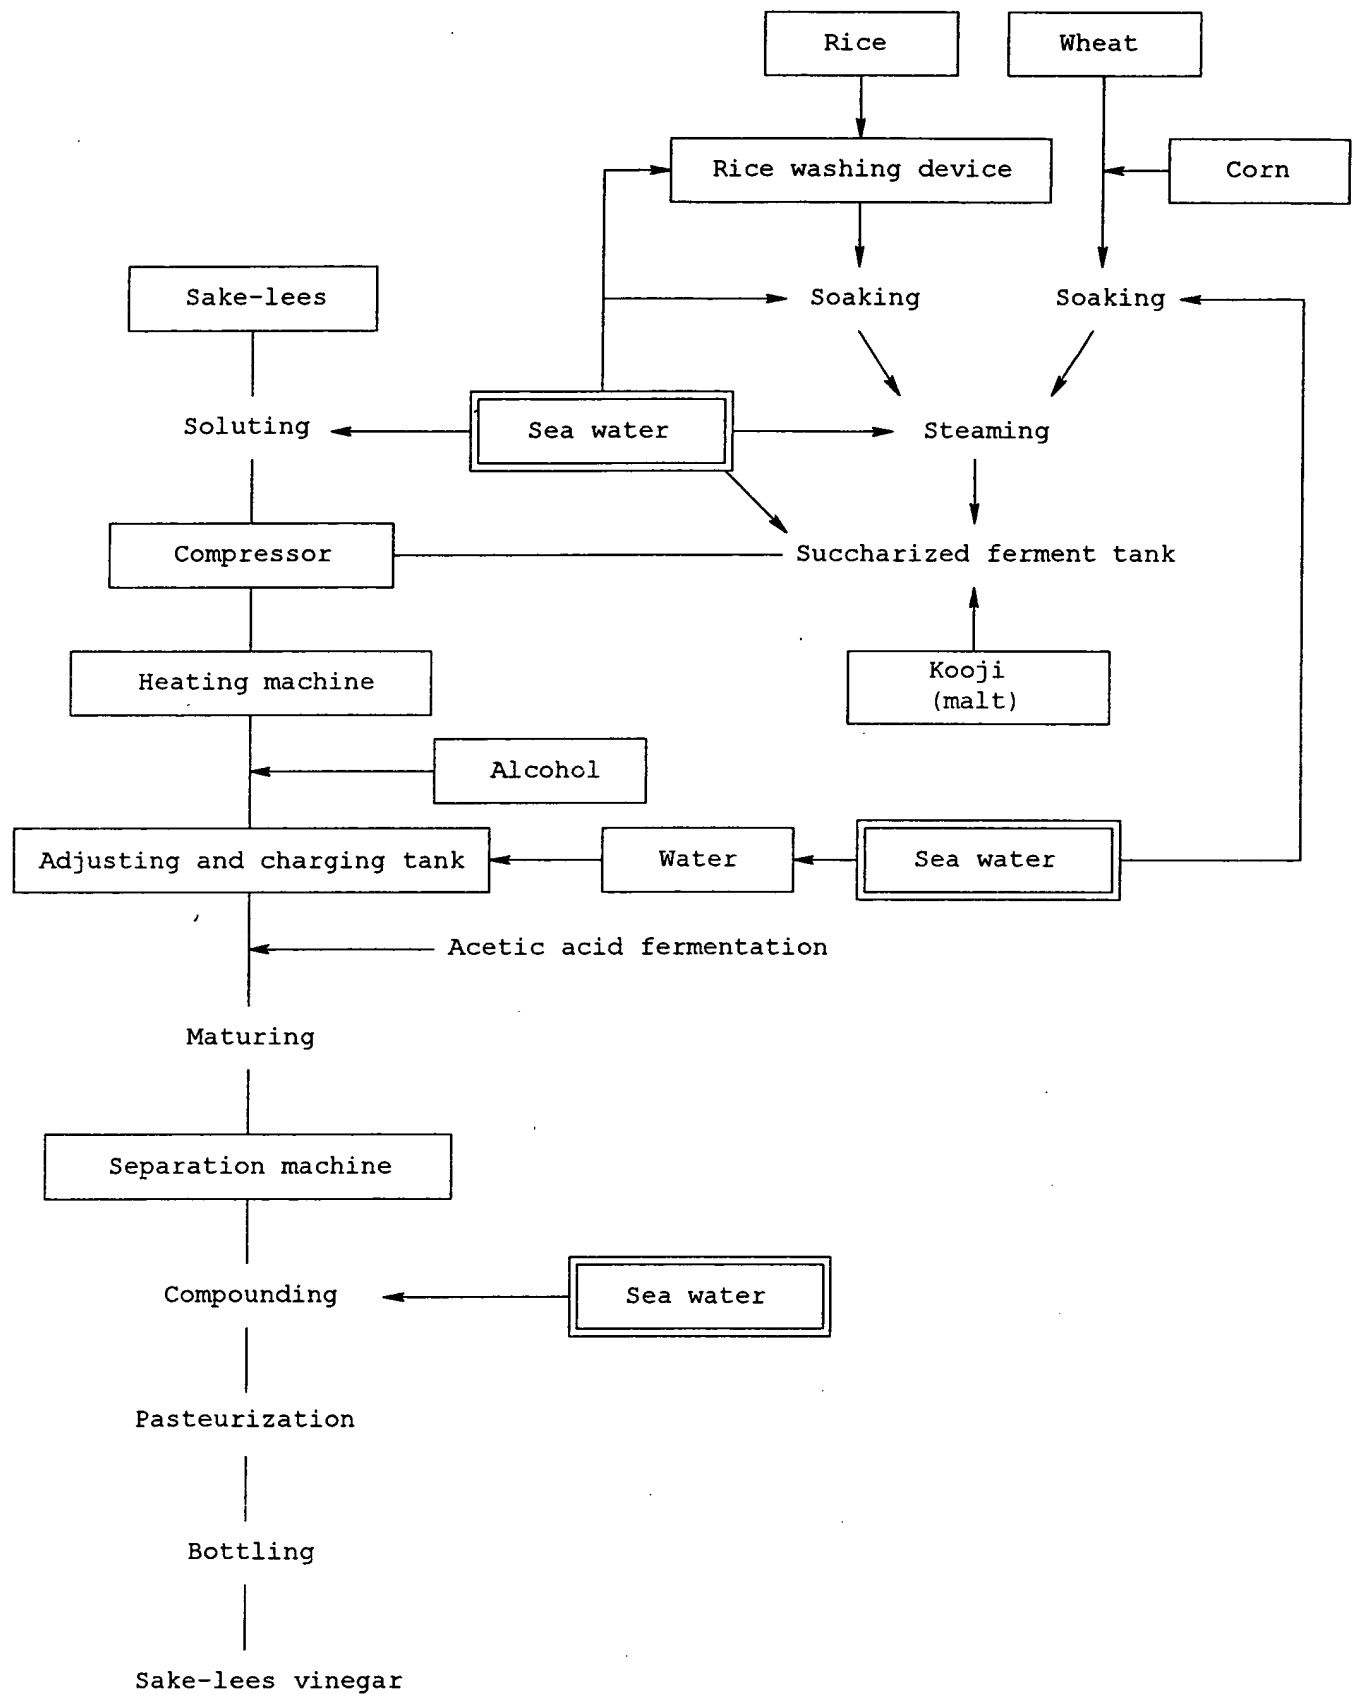 Rice
Wheat
Rice washing device
Corn
Sake-lees
Soaking
Soaking
Soluting
Sea water
Steaming
Compressor
Succharized ferment tank
Heating machine
Kooji
(malt)
Alcohol
Adjusting and charging tank
Water
Sea water
Acetic acid fermentation
Maturing
Separation machine
Compounding
Sea water
Pasteurization
Bottling
Sake-lees vinegar